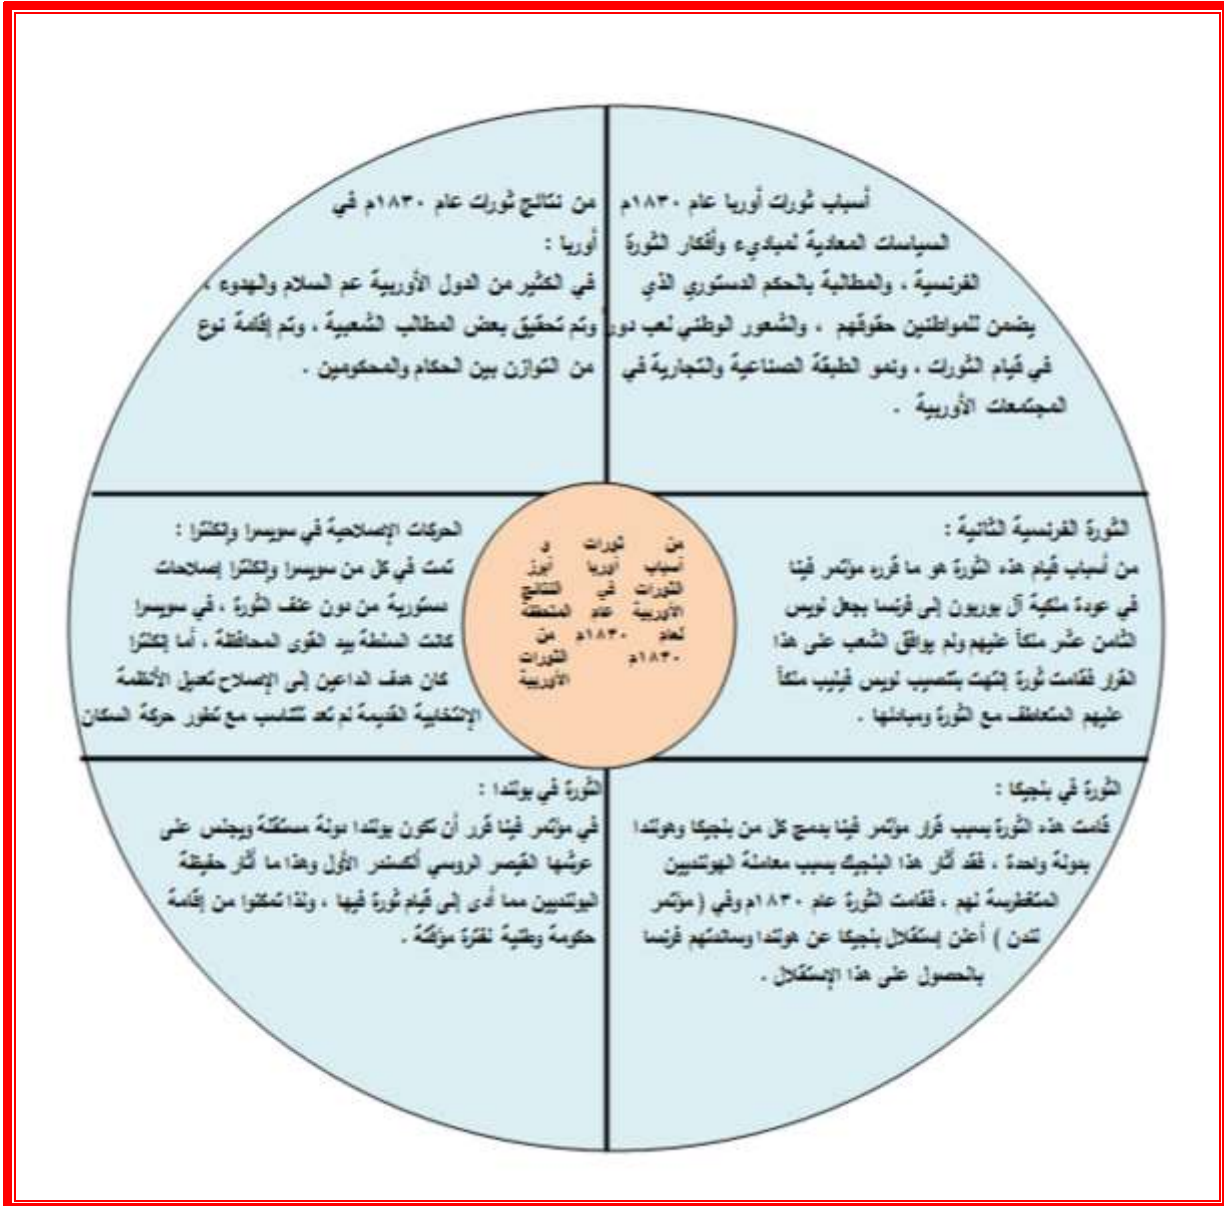 أسباب ثورات أوربا عام ١٨٣٠م
السياسات المعادية لمباديء وأفكار الثورة
الفرنسية ، والمطالبة بالحكم الدستوري الذي
يضمن للمواطنين حقوقهم ، والشعور الوطني لعب دوراً
في قيام الثورات ، ونمو الطبقة الصناعية والتجارية في
المجتمعات الأوربية .
من نتائج ثورات عام ١٨٣٠م في
أوربا :
في الكثير من الدول الأوربية عم السلام والهدوء ،
وتم تحقيق بعض المطالب الشعبية ، وتم إقامة نوع
من التوازن بين الحكام والمحكومين .
الثورة الفرنسية الثانية :
من أسباب قيام هذه الثورة هو ما قرره مؤتمر فينا
في عودة ملكية آل بوربون إلى فرنسا بجعل لويس
الثامن عشر ملكاً عليهم ولم يوافق الشعب على هذا
القرار فقامت ثورة إنتهت بتنصيب لويس فيليب ملكاً
عليهم المتعاطف مع الثورة ومبادئها .
من ثورات و
أسباب أوربا أبرز
الثورات في النتائج
الأوربية عام المتحققة
لعام ١٨٣٠م من
١٨٣٠م الثورات
الأوربية
الحركات الإصلاحية في سويسرا وإنكلترا :
تمت في كل من سويسرا وإنكلترا إصلاحات
دستورية من دون عنف الثورة ، في سويسرا
كانت السلطة بيد القوى المحافظة ، أما إنكلترا
كان هدف الداعين إلى الإصلاح تعديل الأنظمة
الإنتخابية القديمة لم تعد تتناسب مع تطور حركة السكان
الثورة في بلجيكا :
قامت هذه الثورة بسبب قرار مؤتمر فينا بدمج كل من بلجيكا وهولندا
بدولة واحدة ، فقد أثار هذا البلجيك بسبب معاملة الهولنديين
المتغطرسة لهم ، فقامت الثورة عام ١٨٣٠م وفي ( مؤتمر
لندن ) أعلن إستقلال بلجيكا عن هولندا وساندتهم فرنسا
بالحصول على هذا الإستقلال .
الثورة في بولندا :
في مؤتمر فينا قرر أن تكون بولندا دولة مستقلة ويجلس على
عرشها القيصر الروسي ألكسندر الأول وهذا ما أثار حفيظة
البولنديين مما أدى إلى قيام ثورة فيها ، ولذا تمكنوا من إقامة
حكومة وطنية لفترة مؤقتة .